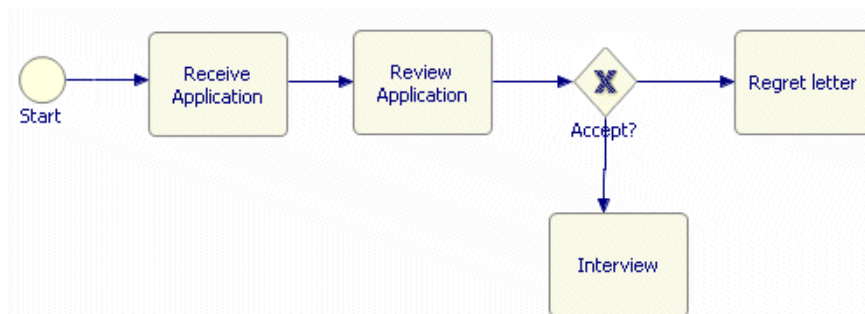 Start
Receive
Application
Review
Application
X
Accept?
Regret letter
Interview